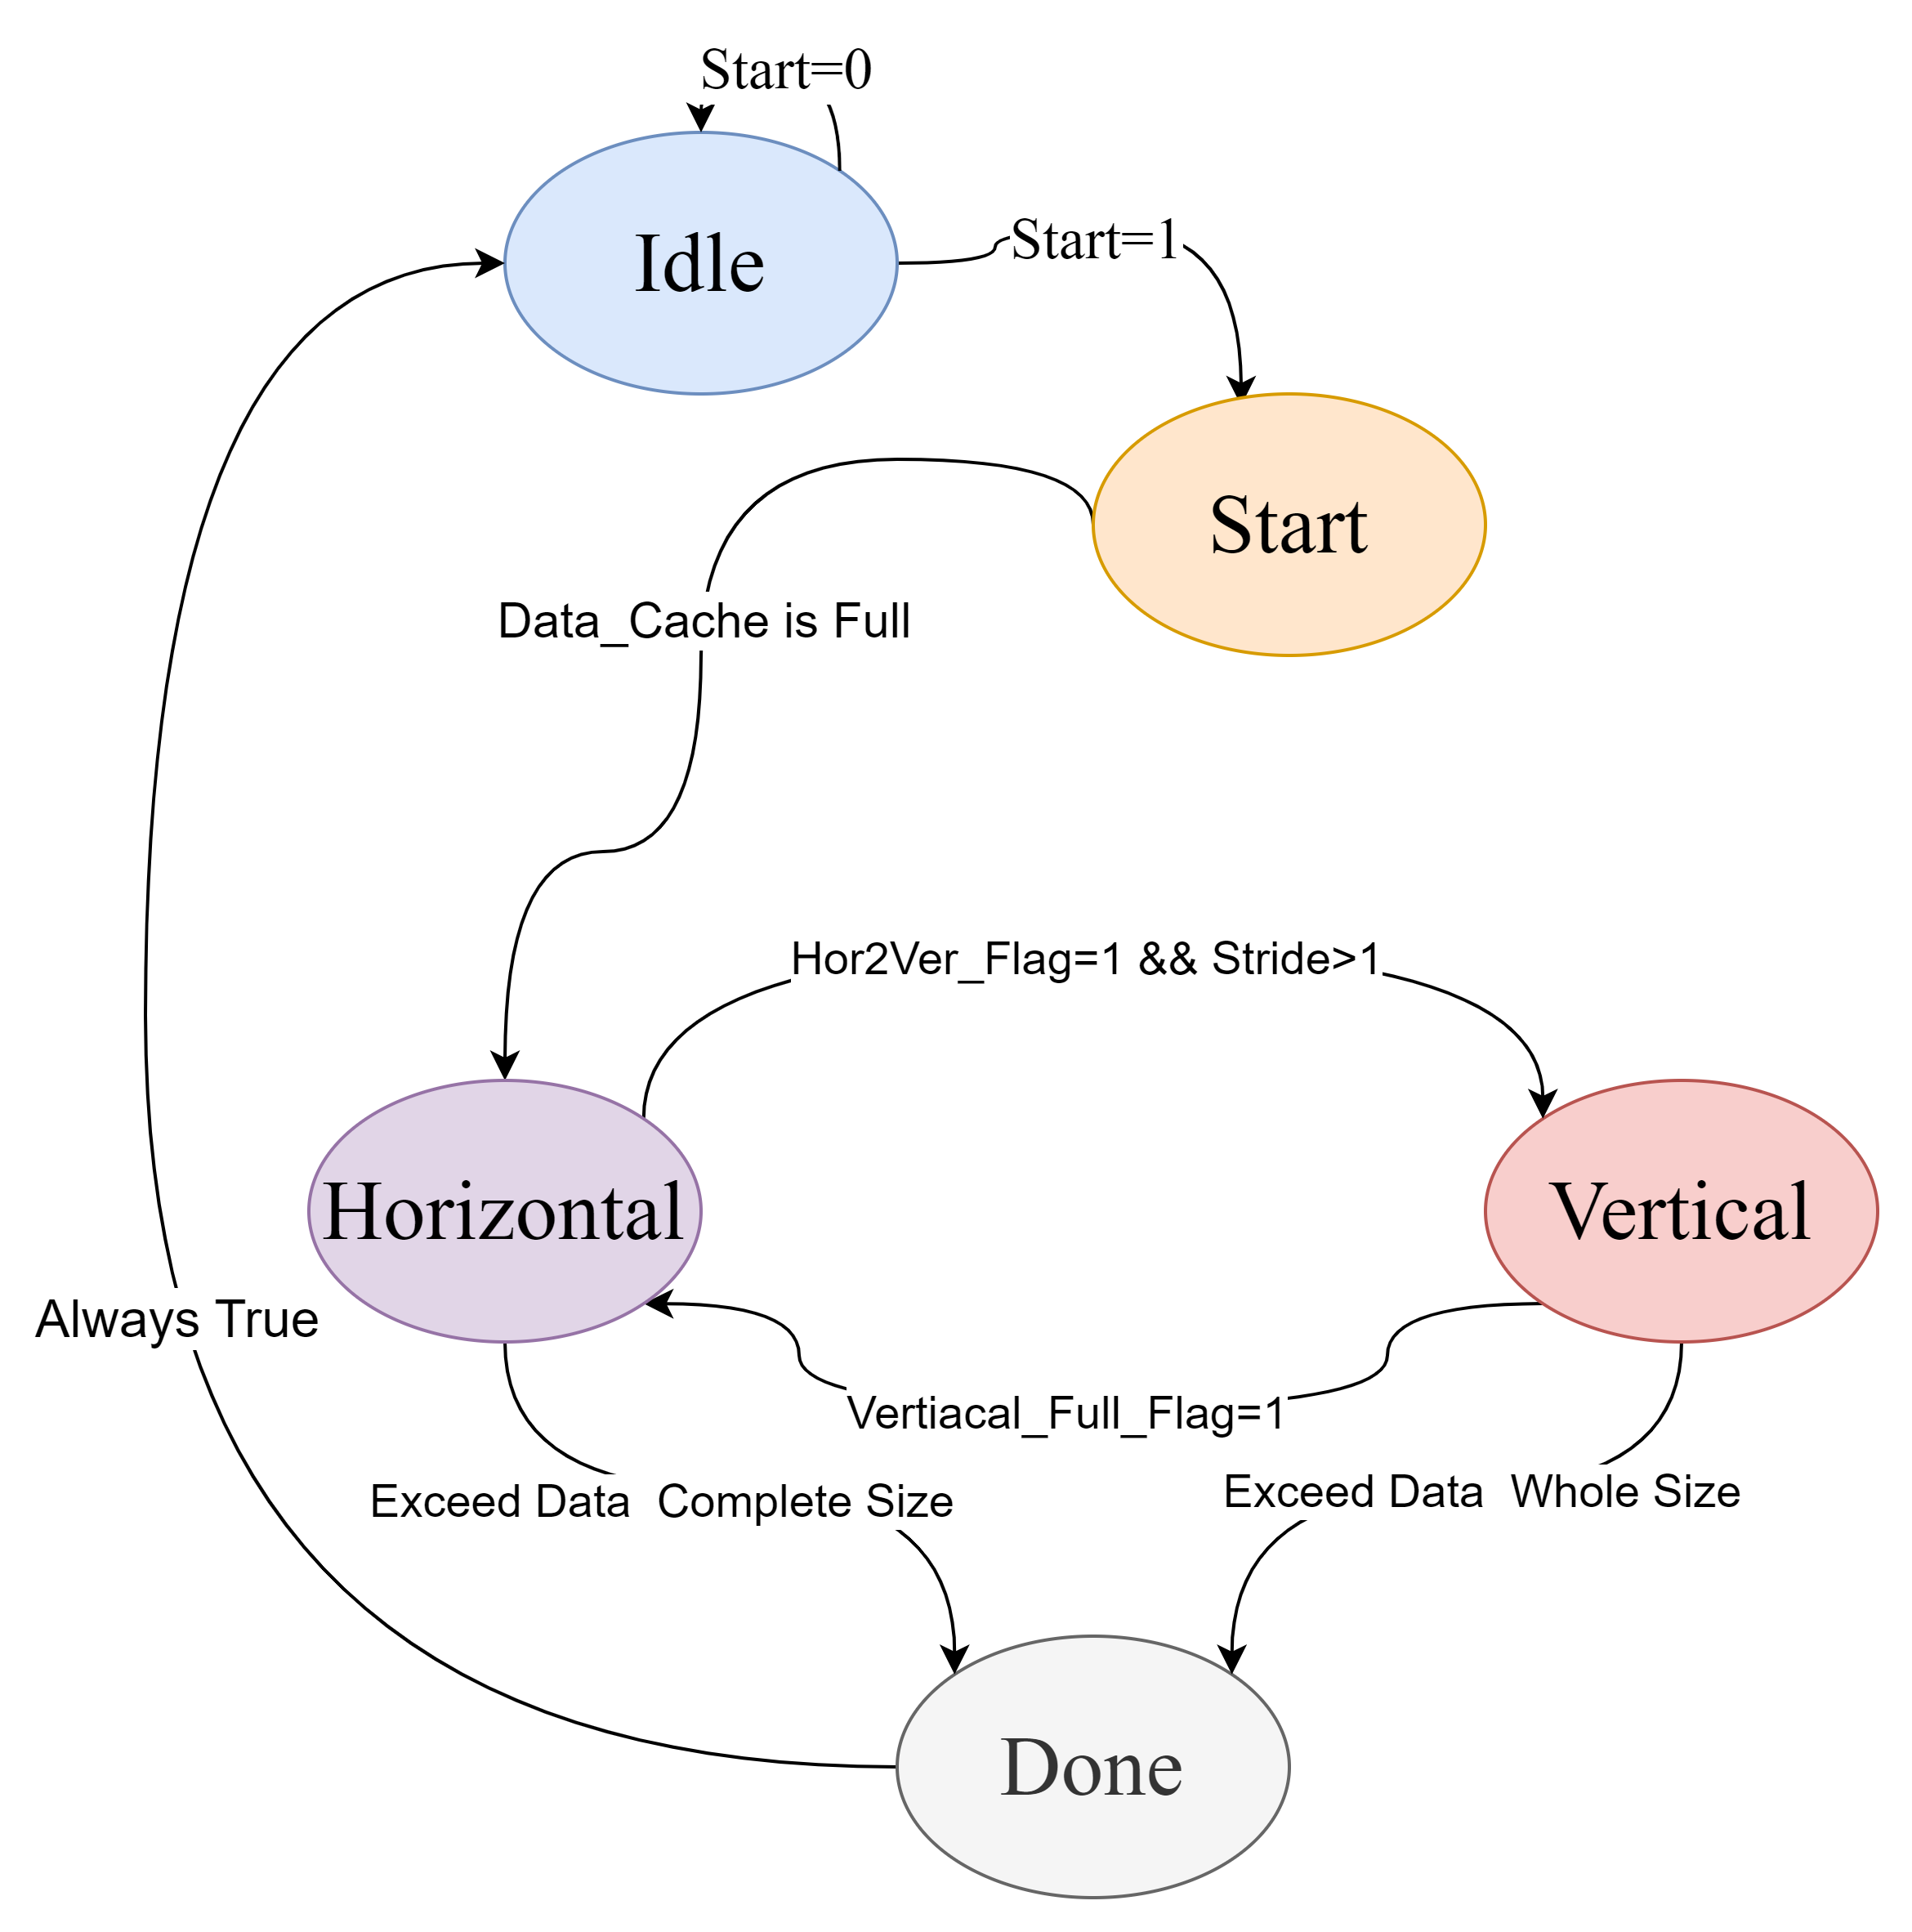 Start=0
Idle
Start=1
Start
Data_Cache is Full
Hor2Ver_Flag=1 && Stride>1
Horizontal
Vertical
Always True
Vertiacal_Full_Flag=1
Exceed Data  Complete Size
Exceed Data  Whole Size
Done